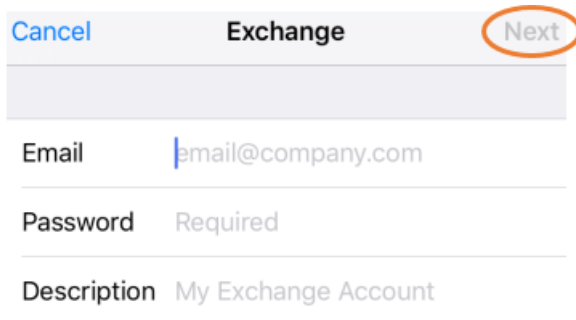 Cancel Exchange Next
Email email@company.com
Password Required
Description My Exchange Account